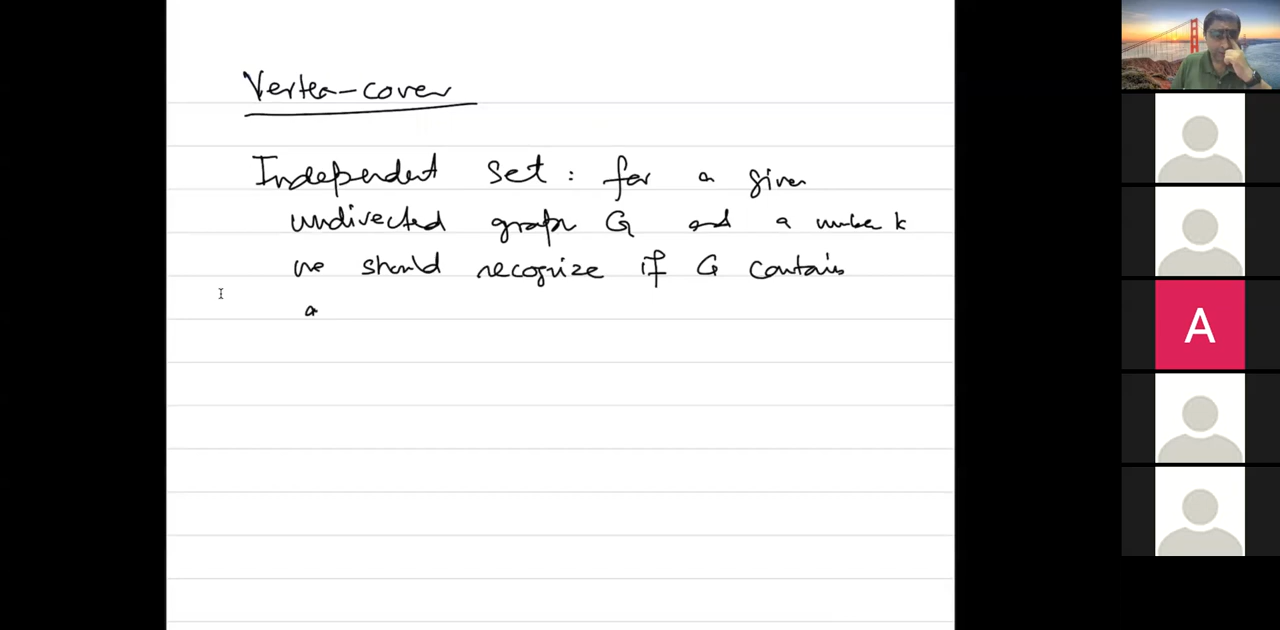 Vertex-cover
Independent set: for a given
undirected graph G and a number k
we should recognize if G contains
a
A